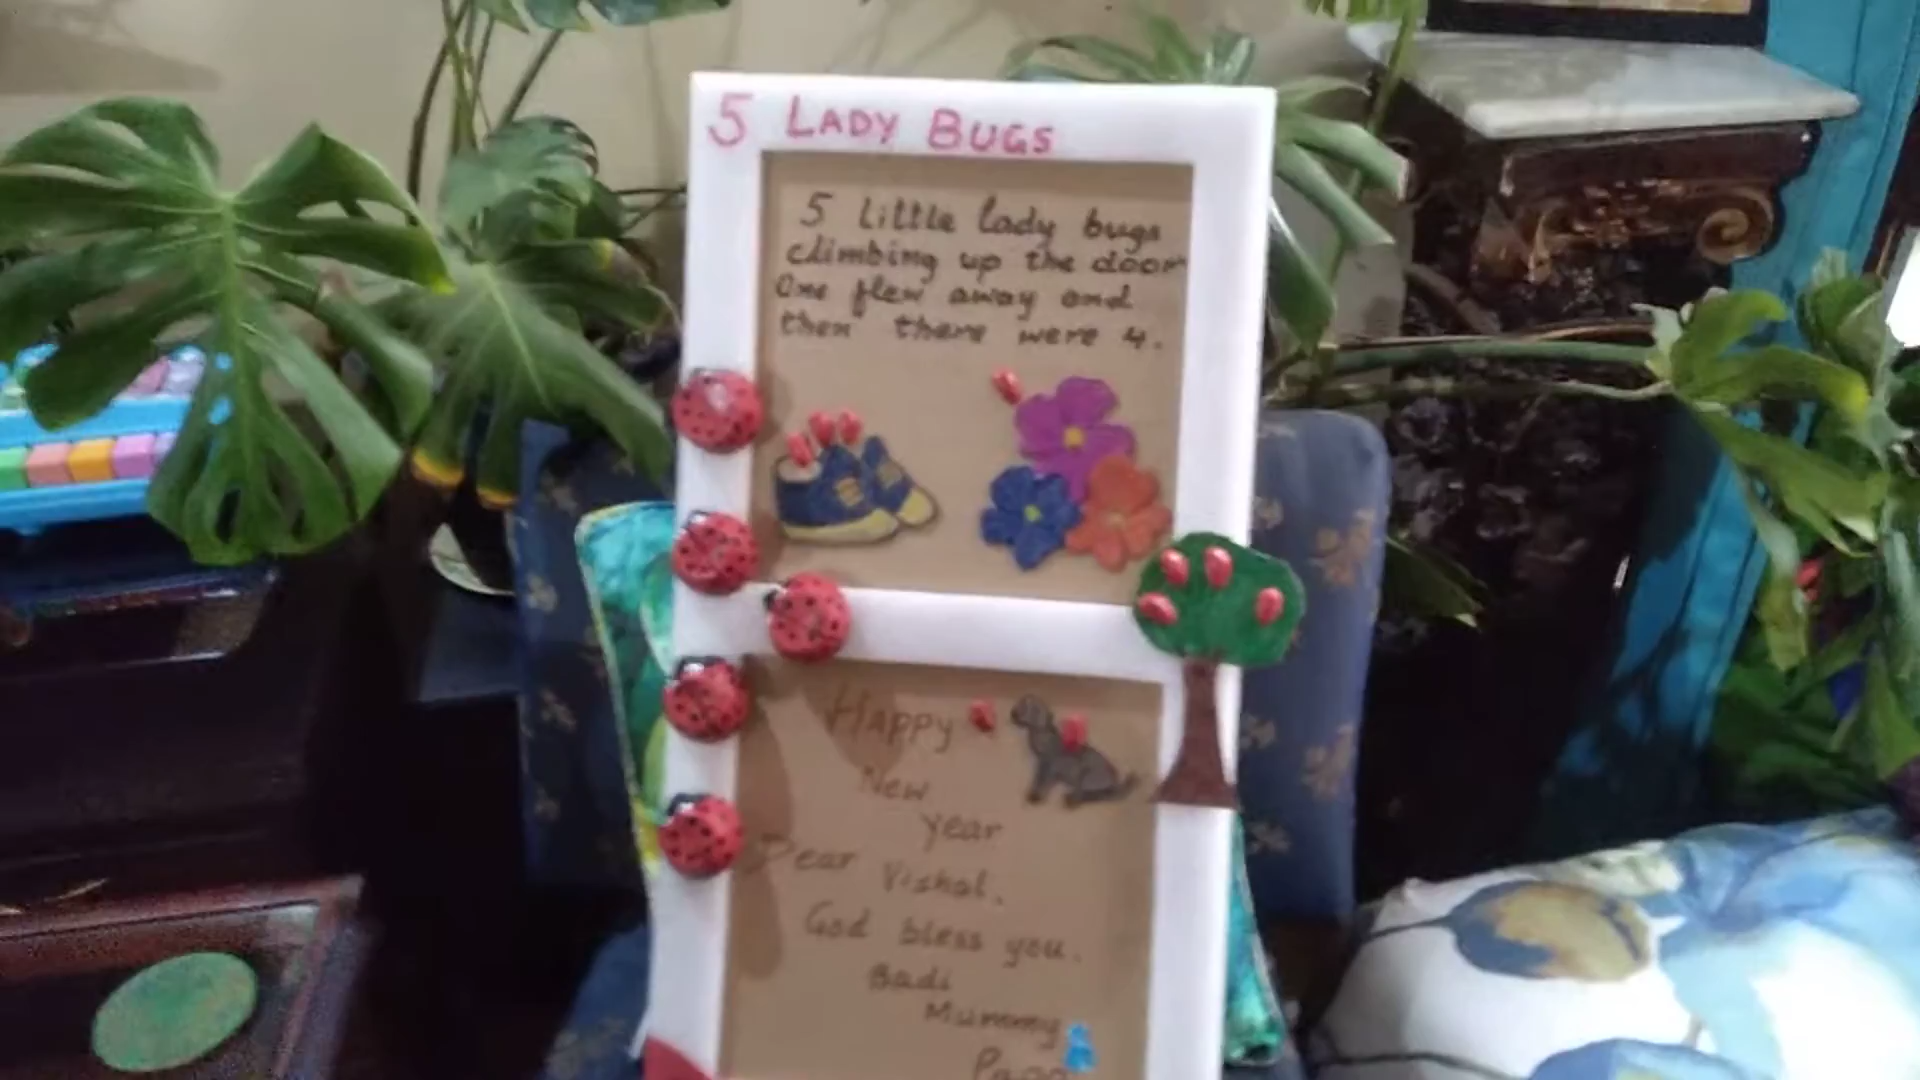 5 LADY BUGS
5 little lady bugs
climbing up the door
One flew away and
then there were 4.
Happy
New
year
Dear Vishal.
God bless you.
Badi
Mummy
Papa